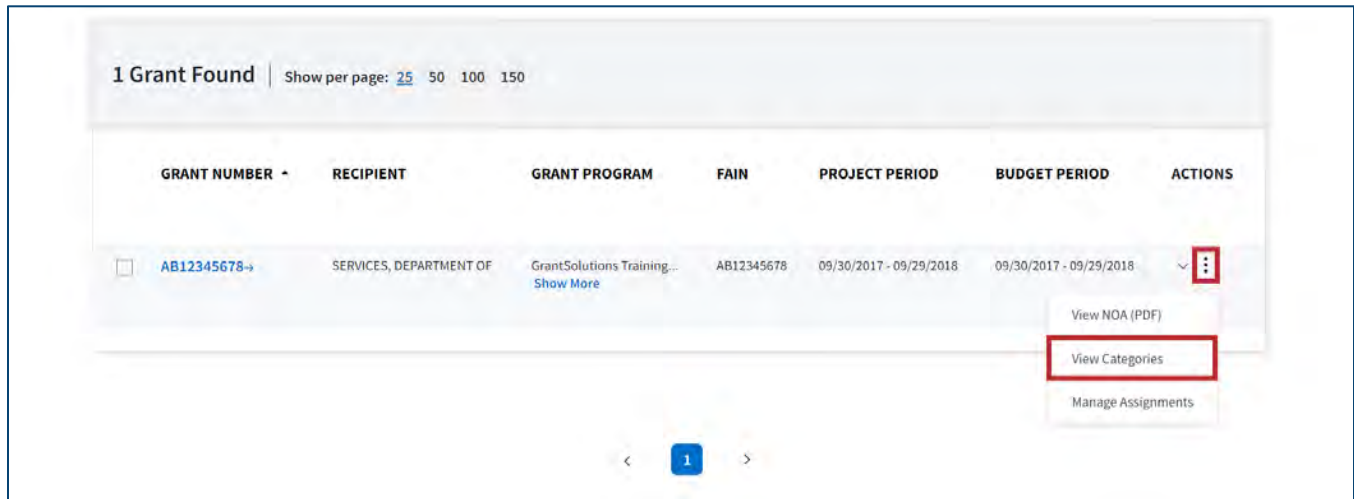 1 Grant Found | Show per page: 25 50 100 150
GRANT NUMBER RECIPIENT GRANT PROGRAM FAIN PROJECT PERIOD BUDGET PERIOD ACTIONS
AB12345678→ SERVICES, DEPARTMENT OF GrantSolutions Training... AB12345678 09/30/2017 - 09/29/2018 09/30/2017 - 09/29/2018
Show More
View NOA (PDF)
View Categories
Manage Assignments
< 1 >